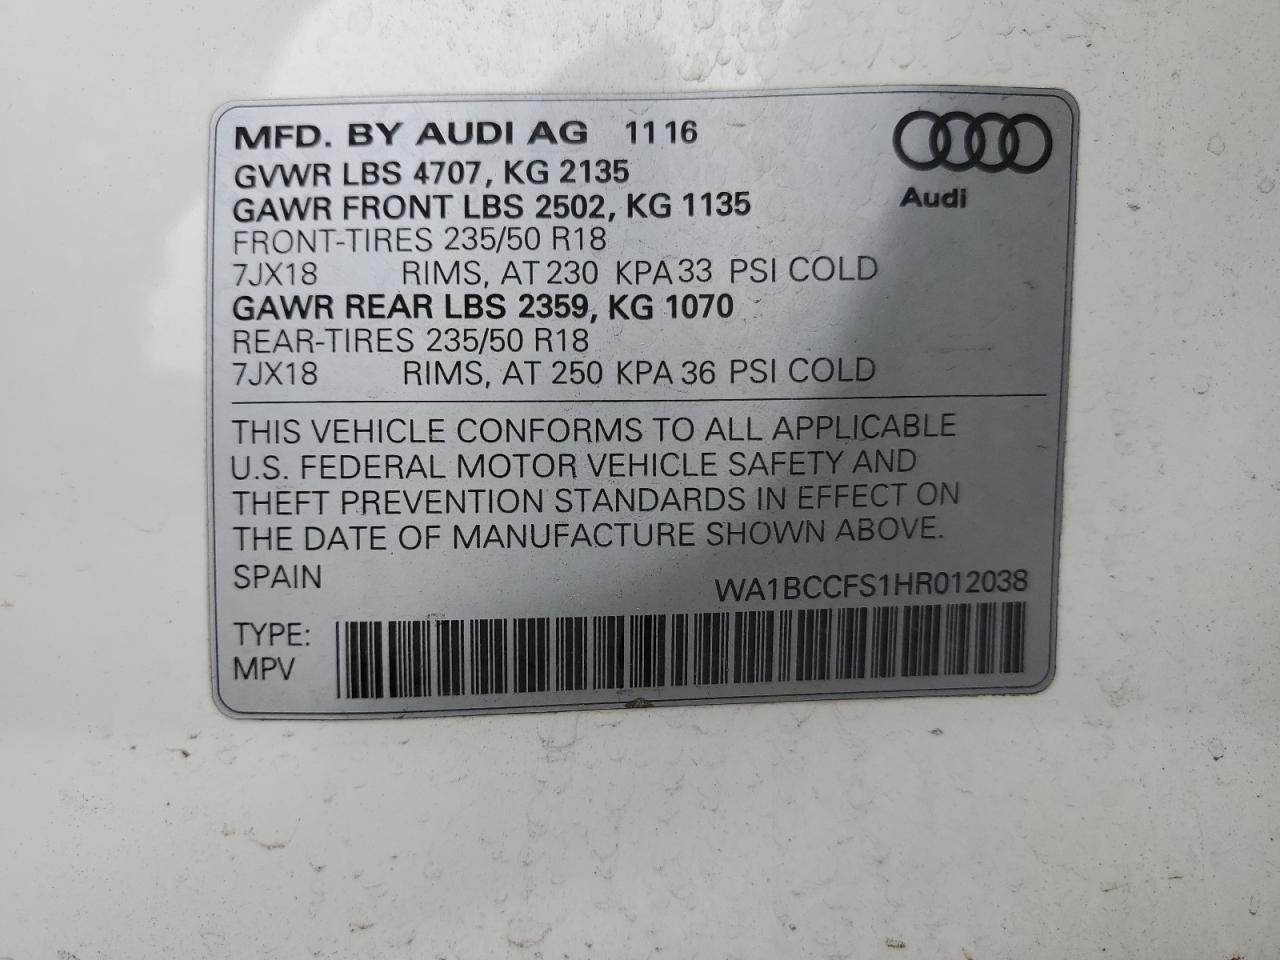 MFD. BY AUDI AG 11 16
GVWR LBS 4707, KG 2135
GAWR FRONT LBS 2502, KG 1135
FRONT-TIRES 235/50 R18
7JX18 RIMS, AT 230 KPA 33 PSI COLD
GAWR REAR LBS 2359, KG 1070
REAR-TIRES 235/50 R18
7JX18 RIMS, AT 250 KPA 36 PSI COLD
Audi
THIS VEHICLE CONFORMS TO ALL APPLICABLE
U.S. FEDERAL MOTOR VEHICLE SAFETY AND
THEFT PREVENTION STANDARDS IN EFFECT ON
THE DATE OF MANUFACTURE SHOWN ABOVE.
SPAIN WA1BCCFS1HR012038
TYPE:
MPV